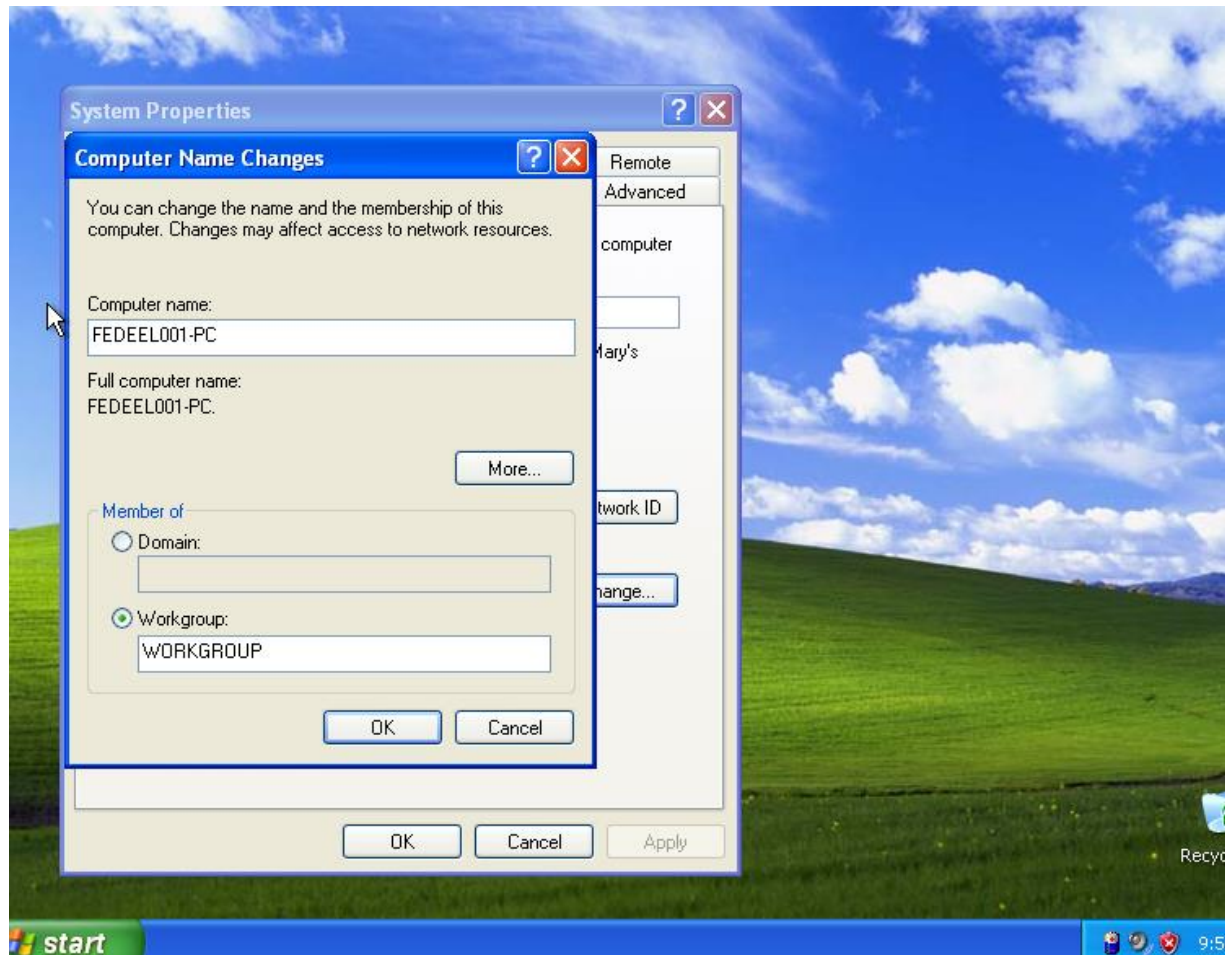 System Properties
Computer Name Changes
Remote
Advanced
You can change the name and the membership of this
computer. Changes may affect access to network resources.
computer
Computer name:
FEDEEL001-PC
Mary's
Full computer name:
FEDEEL001-PC.
More...
Member of
twork ID
Domain:
hange...
Workgroup:
WORKGROUP
OK
Cancel
OK
Cancel
Apply
Recyc
start
9:5